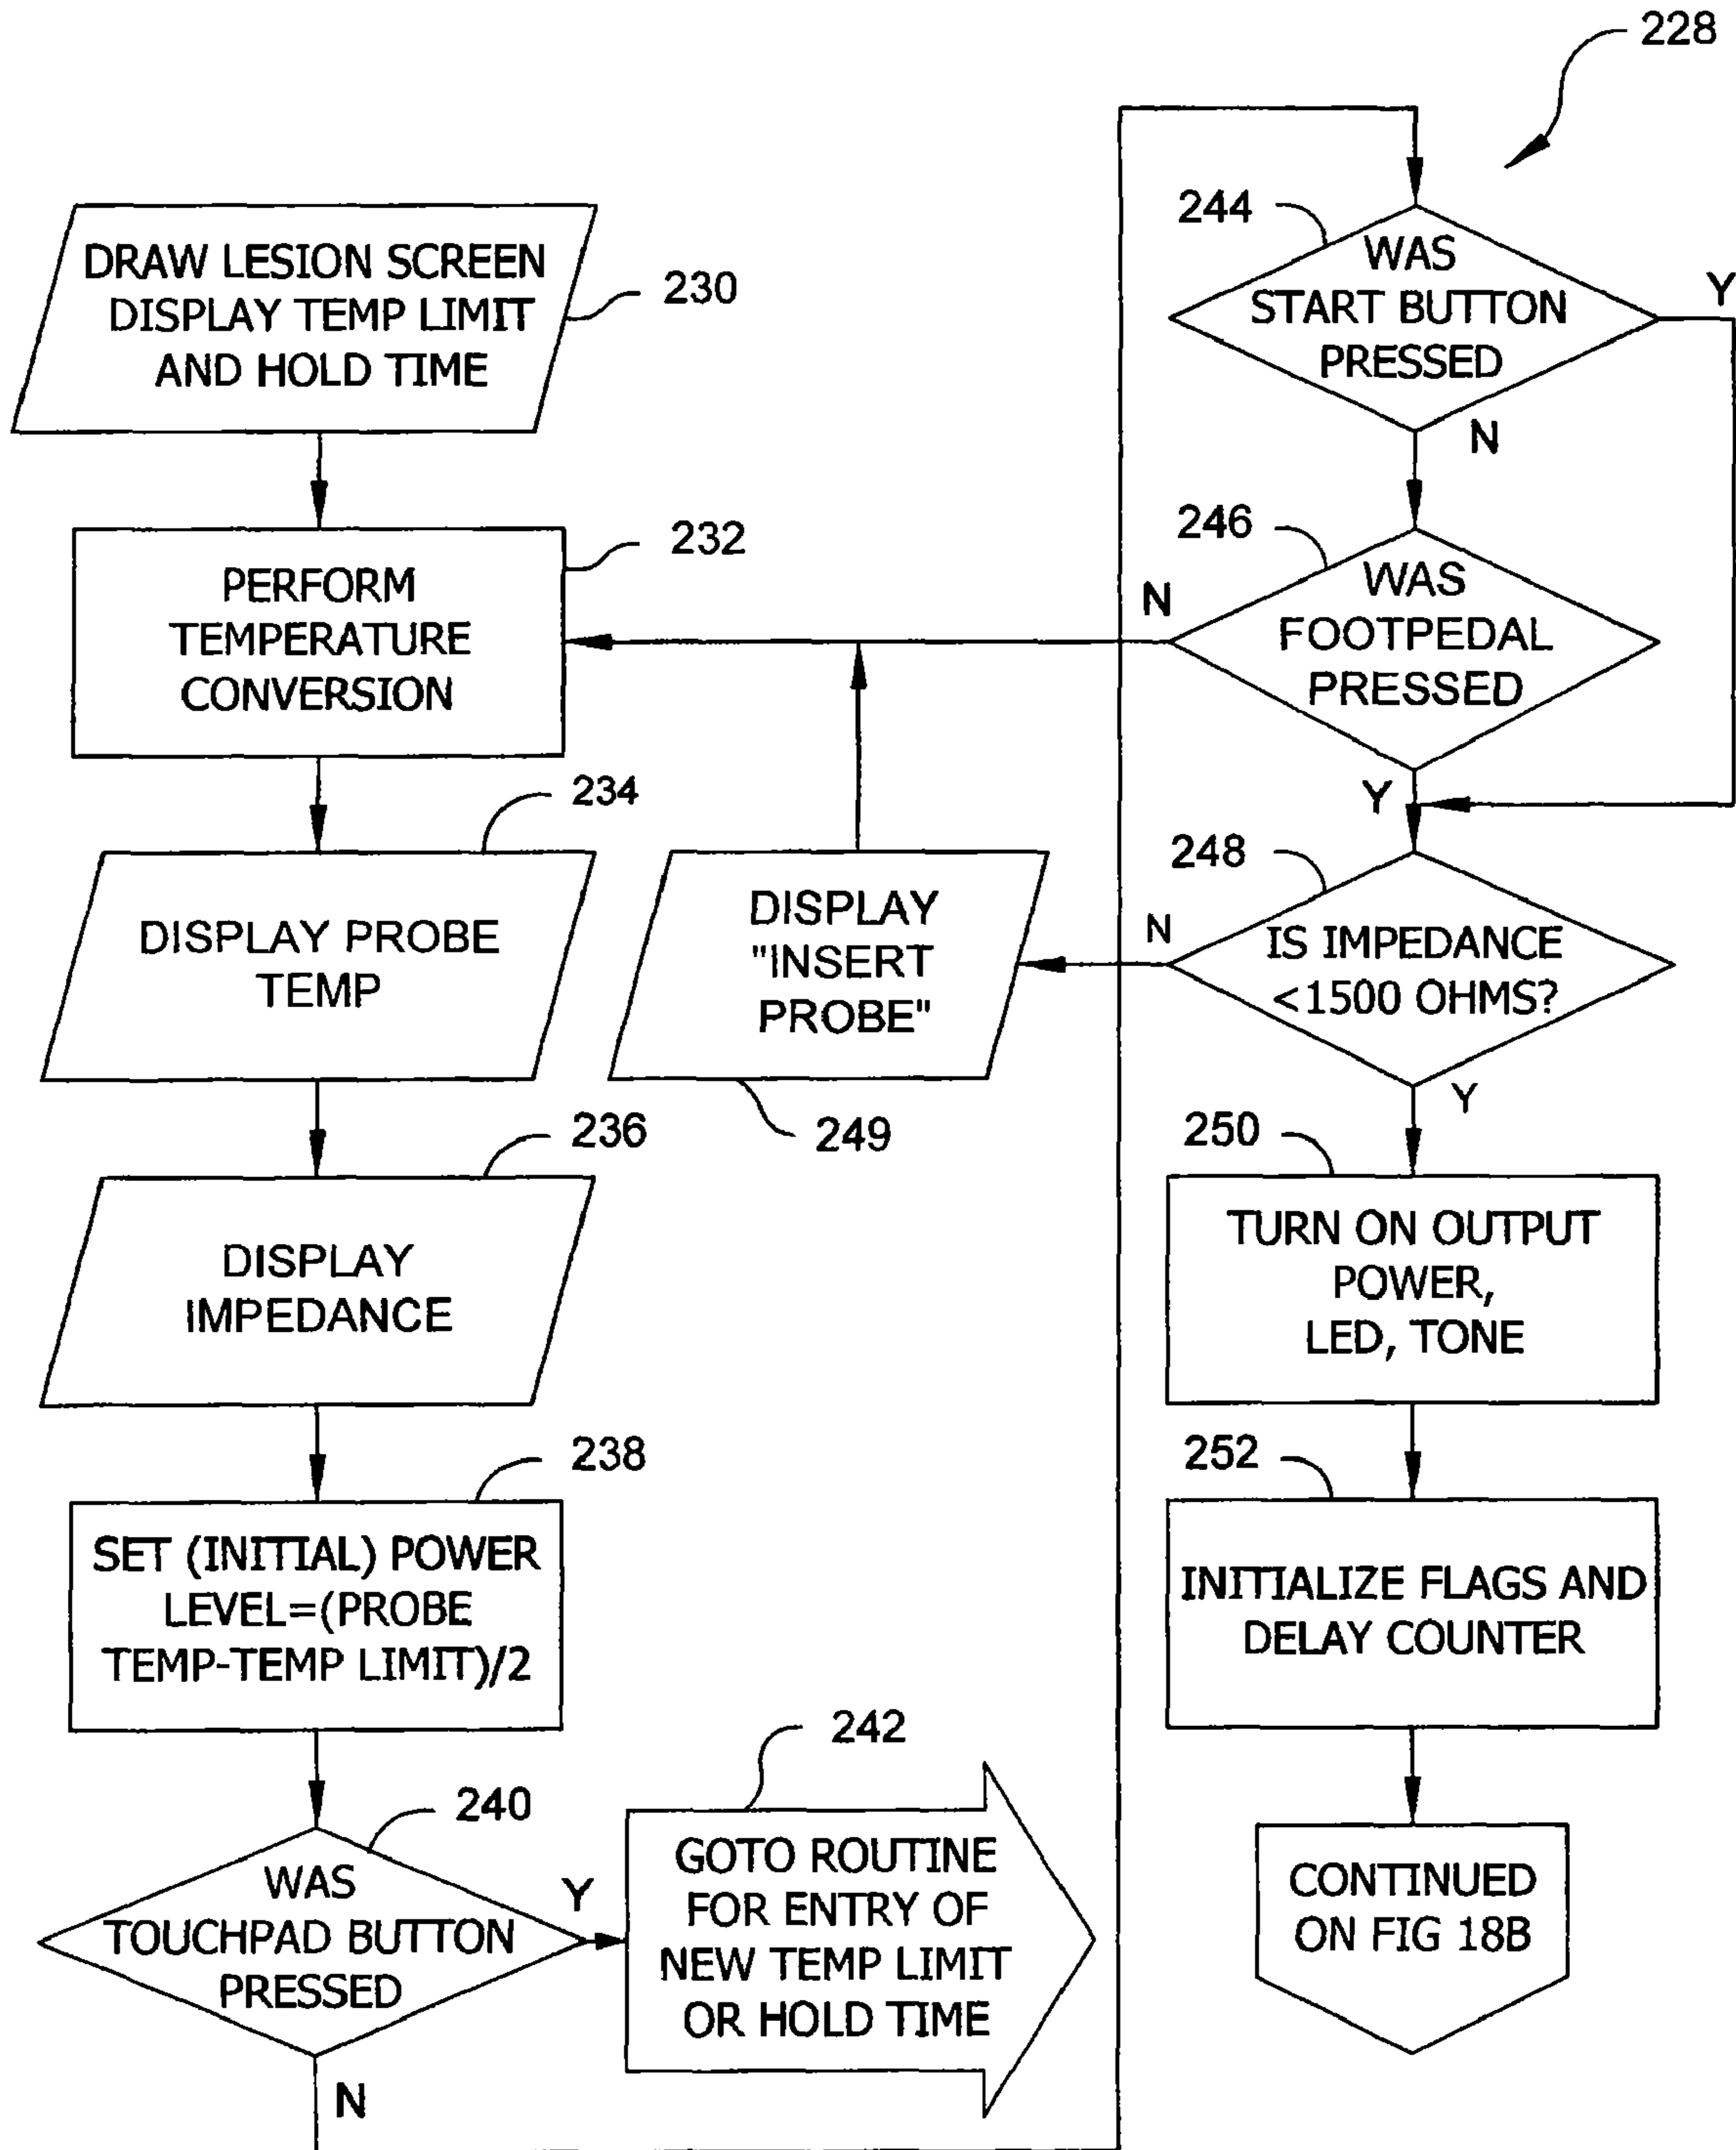 228
DRAW LESION SCREEN
DISPLAY TEMP LIMIT
AND HOLD TIME
230
PERFORM
TEMPERATURE
CONVERSION
232
DISPLAY PROBE
TEMP
234
DISPLAY
IMPEDANCE
236
SET (INITIAL) POWER
LEVEL=(PROBE
TEMP-TEMP LIMIT)/2
238
WAS
TOUCHPAD BUTTON
PRESSED
240
Y
N
GOTO ROUTINE
FOR ENTRY OF
NEW TEMP LIMIT
OR HOLD TIME
242
244
WAS
START BUTTON
PRESSED
Y
N
246
WAS
FOOTPEDAL
PRESSED
N
Y
248
IS IMPEDANCE
<1500 OHMS?
N
Y
DISPLAY
"INSERT
PROBE"
249
250
TURN ON OUTPUT
POWER,
LED, TONE
252
INITIALIZE FLAGS AND
DELAY COUNTER
CONTINUED
ON FIG 18B